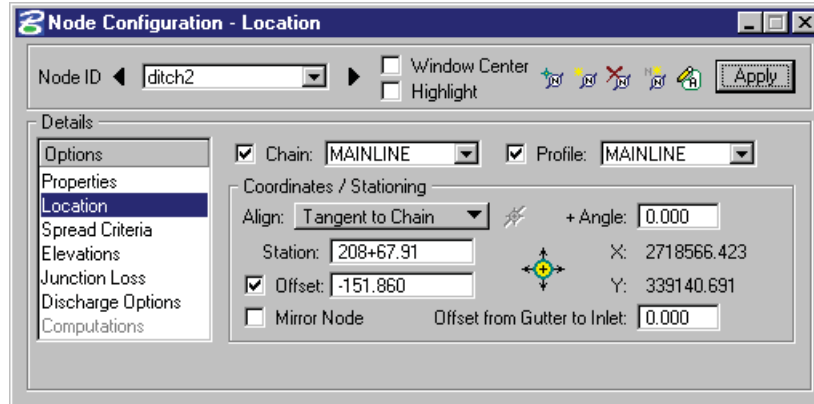 Node Configuration - Location
Node ID ditch2 Window Center Apply
Highlight
Details
Options Chain: MAINLINE Profile: MAINLINE
Properties Coordinates / Stationing
Location Align: Tangent to Chain + Angle: 0.000
Spread Criteria
Elevations Station: 208+67.91 X: 2718566.423
Junction Loss Offset: -151.860 Y: 339140.691
Discharge Options
Computations Mirror Node Offset from Gutter to Inlet: 0.000